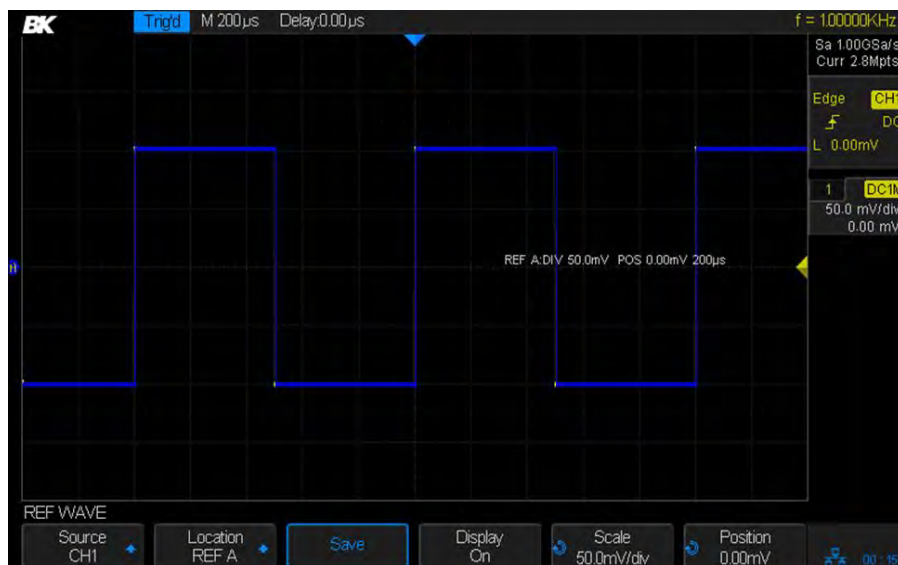 BK Trig'd M 200µs Delay:0.00µs f = 1.00000KHz
Sa 1.00GSa/s
Curr 2.8Mpts
Edge CH1
DC
L 0.00mV
1 DC1M
50.0 mV/div
0.00 mV
REF A:DIV 50.0mV POS 0.00mV 200µs
REF WAVE
Source
CH1
Location
REF A
Save
Display
On
Scale
50.0mV/div
Position
0.00mV